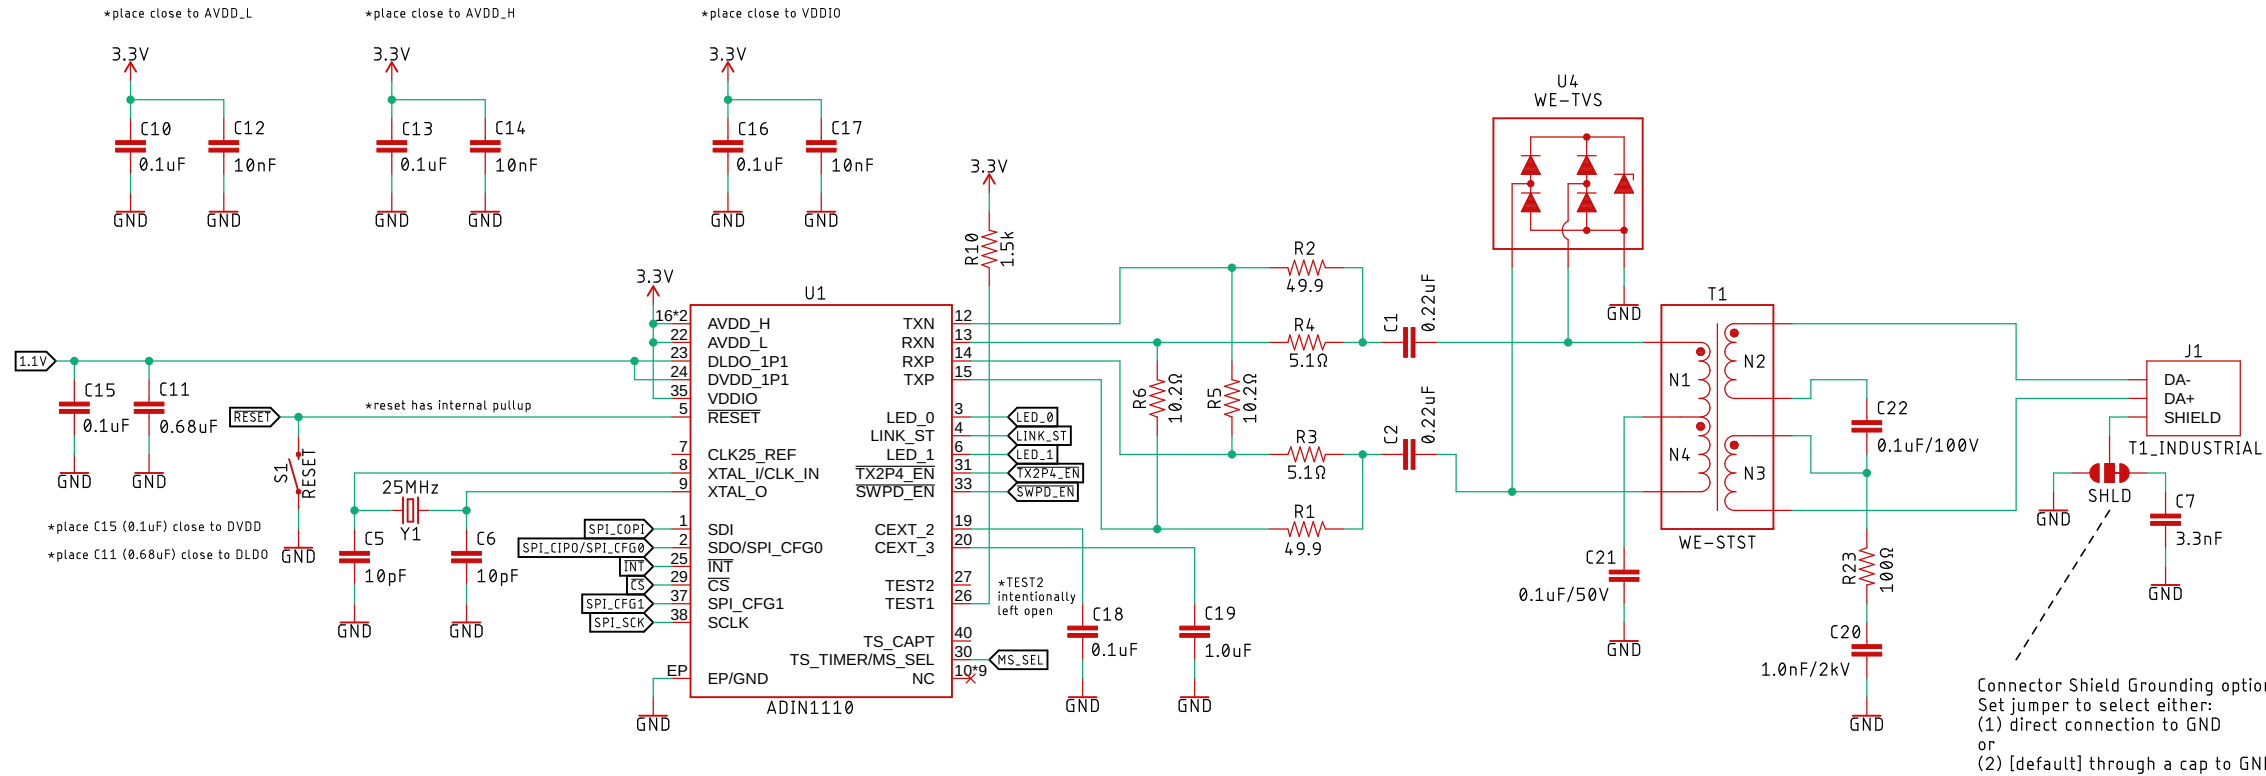 *place close to AVDD_L
*place close to AVDD_H
*place close to VDDIO
3.3V
3.3V
3.3V
C10
0.1uF
C12
10nF
C13
0.1uF
C14
10nF
C16
0.1uF
C17
10nF
GND
GND
GND
GND
GND
GND
U4
WE-TVS
GND
3.3V
R10
1.5k
3.3V
U1
16*2
AVDD_H
22
AVDD_L
23
DLDO_1P1
24
DVDD_1P1
35
VDDIO
5
RESET
7
CLK25_REF
8
XTAL_I/CLK_IN
9
XTAL_O
1
SDI
2
SDO/SPI_CFG0
25
INT
29
CS
37
SPI_CFG1
38
SCLK
EP
EP/GND
TXN
12
RXN
13
RXP
14
TXP
15
LED_0
3
LINK_ST
4
LED_1
6
TX2P4_EN
31
SWPD_EN
33
CEXT_2
19
CEXT_3
20
TEST2
27
TEST1
26
TS_CAPT
40
TS_TIMER/MS_SEL
30
NC
10*9
ADIN1110
1.1V
C15
0.1uF
C11
0.68uF
GND
GND
RESET
*reset has internal pullup
S1
RESET
GND
*place C15 (0.1uF) close to DVDD
*place C11 (0.68uF) close to DLDO
25MHz
Y1
C5
10pF
C6
10pF
GND
GND
SPI_COPI
SPI_CIPO/SPI_CFG0
INT
CS
SPI_CFG1
SPI_SCK
GND
LED_0
LINK_ST
LED_1
TX2P4_EN
SWPD_EN
MS_SEL
*TEST2
intentionally
left open
C18
0.1uF
GND
C19
1.0uF
GND
R2
49.9
R4
5.1Ω
R6
10.2Ω
R5
10.2Ω
R3
5.1Ω
R1
49.9
C1
0.22uF
C2
0.22uF
T1
N1
N2
N4
N3
WE-STST
C21
0.1uF/50V
GND
C22
0.1uF/100V
R23
100Ω
C20
1.0nF/2kV
GND
J1
DA-
DA+
SHIELD
T1_INDUSTRIAL
SHLD
GND
C7
3.3nF
GND
Connector Shield Grounding optio
Set jumper to select either:
(1) direct connection to GND
or
(2) [default] through a cap to GN